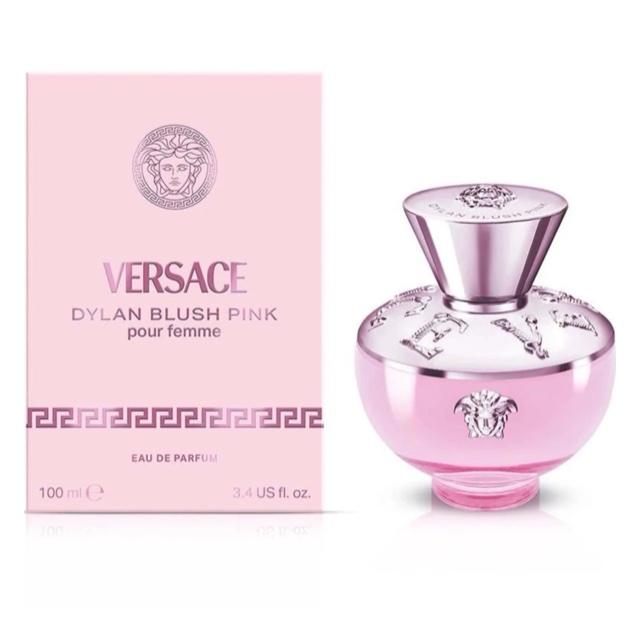 VERSACE
DYLAN BLUSH PINK
pour femme
EAU DE PARFUM
100 ml ℮
3.4 US fl. oz.
DYLAN BLUSH PINK